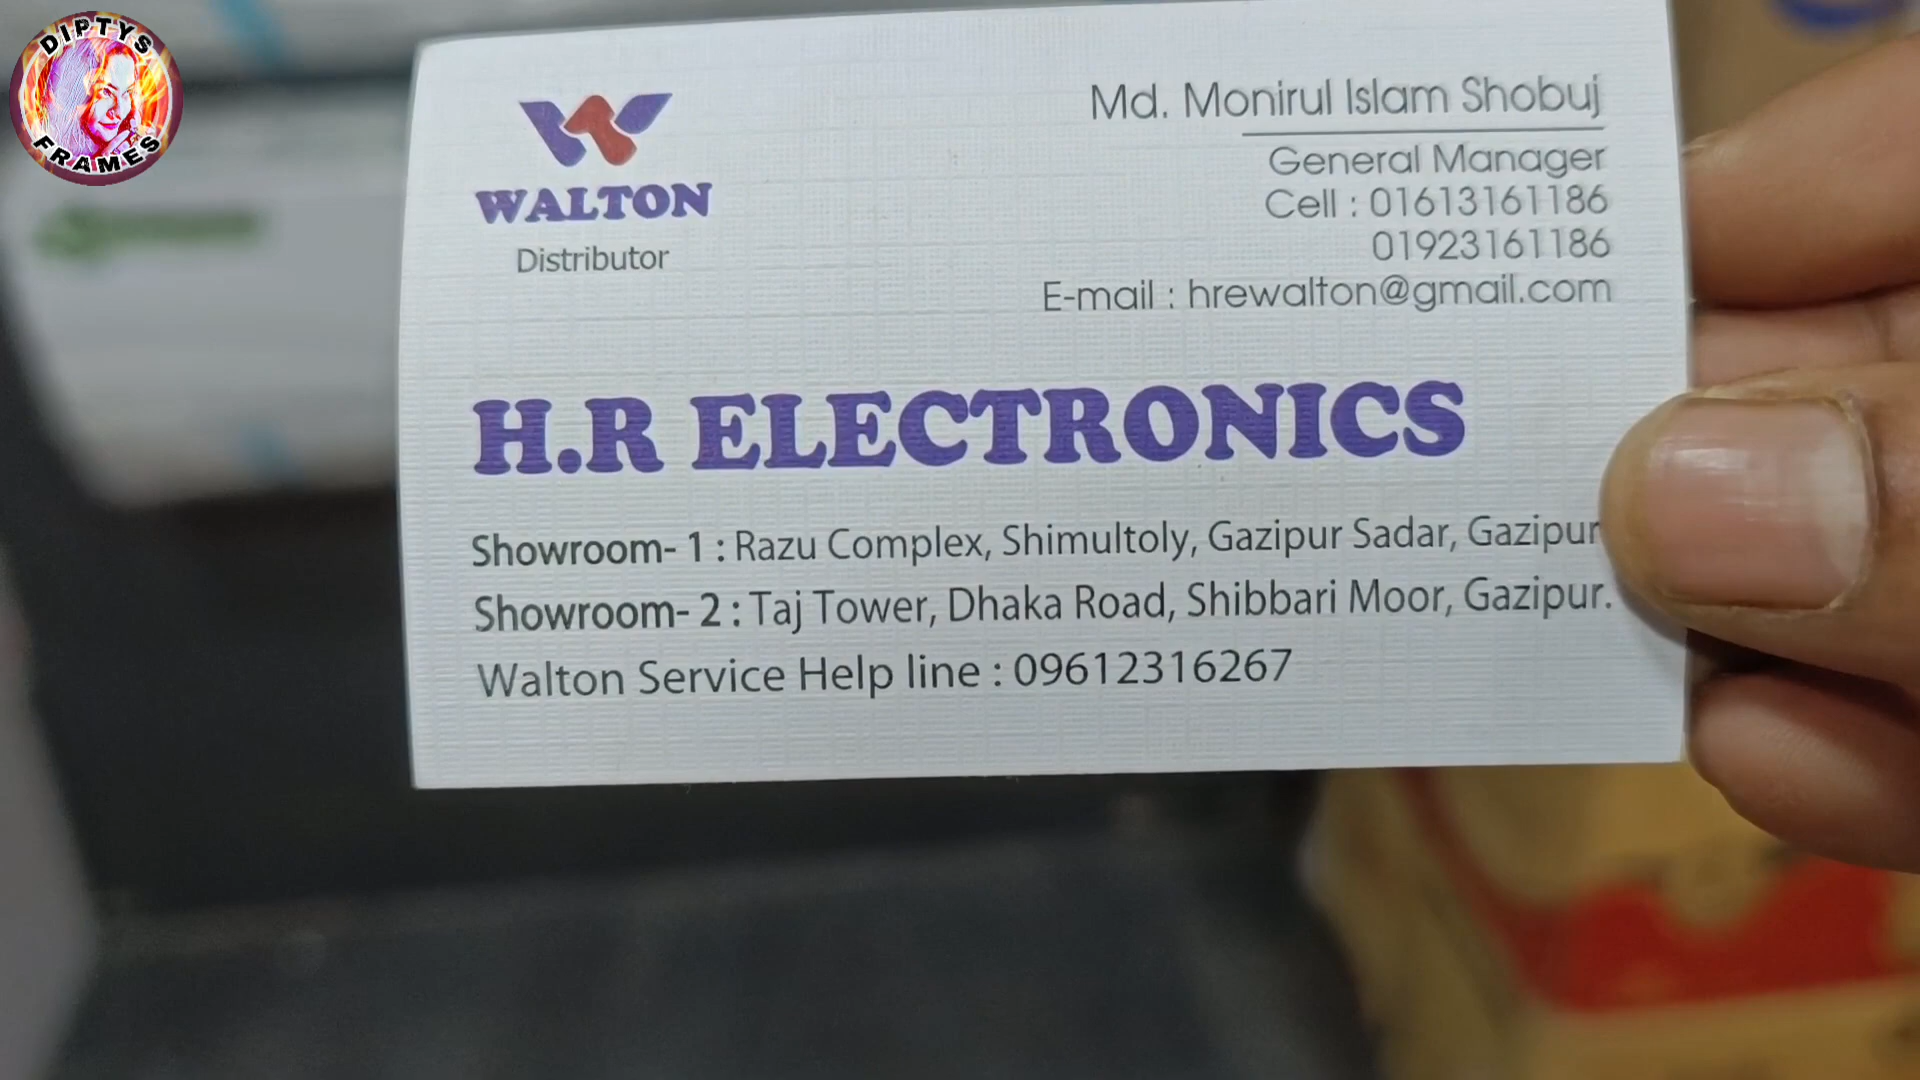 DIPTYS
FRAMES
WALTON
Distributor
Md. Monirul Islam Shobuj
General Manager
Cell : 01613161186
01923161186
E-mail : hrewalton@gmail.com
H.R ELECTRONICS
Showroom- 1 : Razu Complex, Shimultoly, Gazipur Sadar, Gazipur
Showroom- 2 : Taj Tower, Dhaka Road, Shibbari Moor, Gazipur.
Walton Service Help line : 09612316267